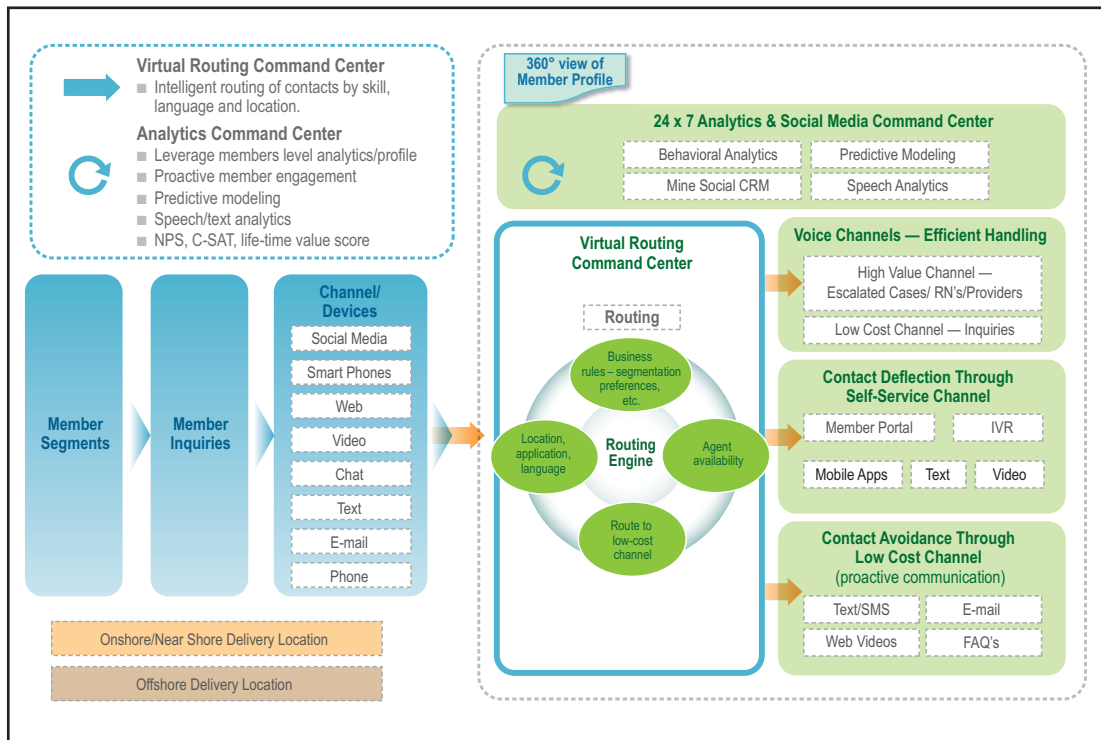 Virtual Routing Command Center
■ Intelligent routing of contacts by skill,
language and location.
Analytics Command Center
■ Leverage members level analytics/profile
■ Proactive member engagement
■ Predictive modeling
■ Speech/text analytics
■ NPS, C-SAT, life-time value score
Member
Segments
Member
Inquiries
Channel/
Devices
Social Media
Smart Phones
Web
Video
Chat
Text
E-mail
Phone
Onshore/Near Shore Delivery Location
Offshore Delivery Location
360° view of
Member Profile
24 x 7 Analytics & Social Media Command Center
Behavioral Analytics
Predictive Modeling
Mine Social CRM
Speech Analytics
Virtual Routing
Command Center
Routing
Business
rules – segmentation
preferences,
etc.
Location,
application,
language
Routing
Engine
Agent
availability
Route to
low-cost
channel
Voice Channels — Efficient Handling
High Value Channel —
Escalated Cases/ RN's/Providers
Low Cost Channel — Inquiries
Contact Deflection Through
Self-Service Channel
Member Portal
IVR
Mobile Apps
Text
Video
Contact Avoidance Through
Low Cost Channel
(proactive communication)
Text/SMS
E-mail
Web Videos
FAQ's